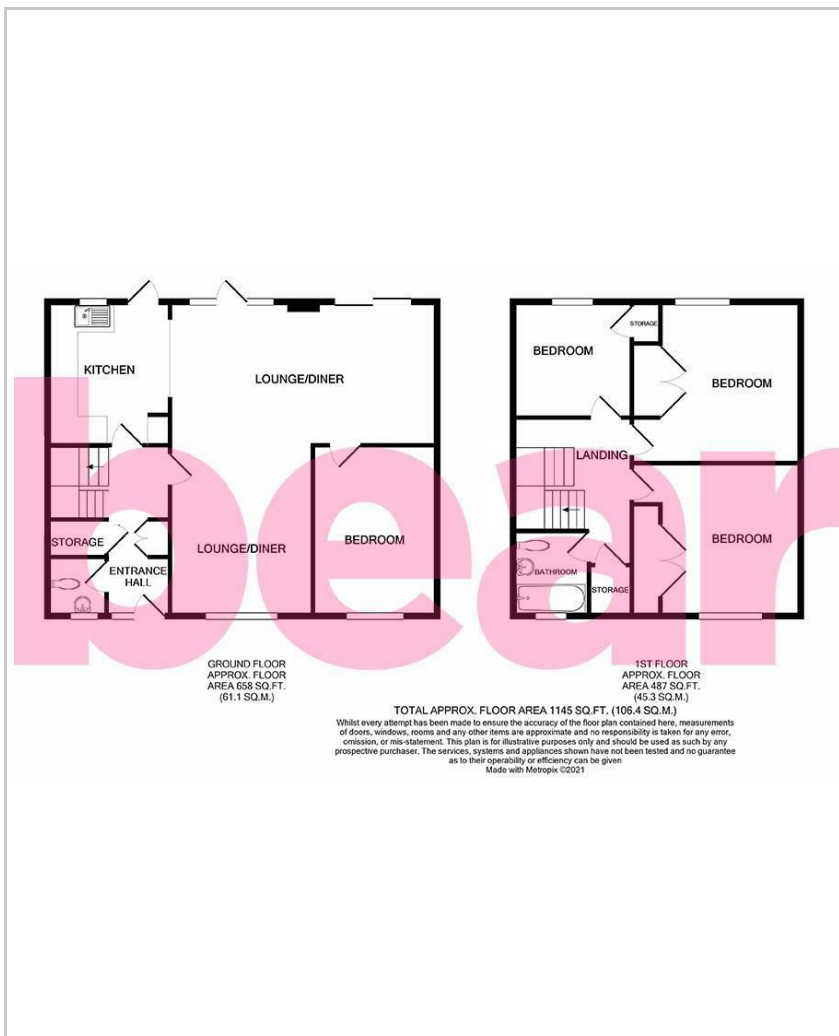 KITCHEN
LOUNGE/DINER
LOUNGE/DINER
BEDROOM
STORAGE
ENTRANCE
HALL
GROUND FLOOR
APPROX. FLOOR
AREA 658 SQ.FT.
(61.1 SQ.M.)
BEDROOM
STORAGE
BEDROOM
LANDING
BEDROOM
BATHROOM
STORAGE
1ST FLOOR
APPROX. FLOOR
AREA 487 SQ.FT.
(45.3 SQ.M.)
bear
TOTAL APPROX. FLOOR AREA 1145 SQ.FT. (106.4 SQ.M.)
Whilst every attempt has been made to ensure the accuracy of the floor plan contained here, measurements
of doors, windows, rooms and any other items are approximate and no responsibility is taken for any error,
omission, or mis-statement. This plan is for illustrative purposes only and should be used as such by any
prospective purchaser. The services, systems and appliances shown have not been tested and no guarantee
as to their operability or efficiency can be given
Made with Metropix ©2021